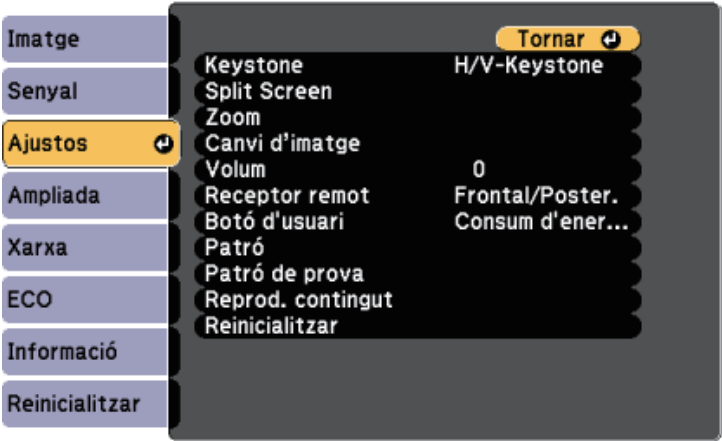 Imatge
Senyal
Ajustos
Ampliada
Xarxa
ECO
Informació
Reinicialitzar
Tornar
Keystone H/V-Keystone
Split Screen
Zoom
Canvi d'imatge
Volum 0
Receptor remot Frontal/Poster.
Botó d'usuari Consum d'ener...
Patró
Patró de prova
Reprod. contingut
Reinicialitzar